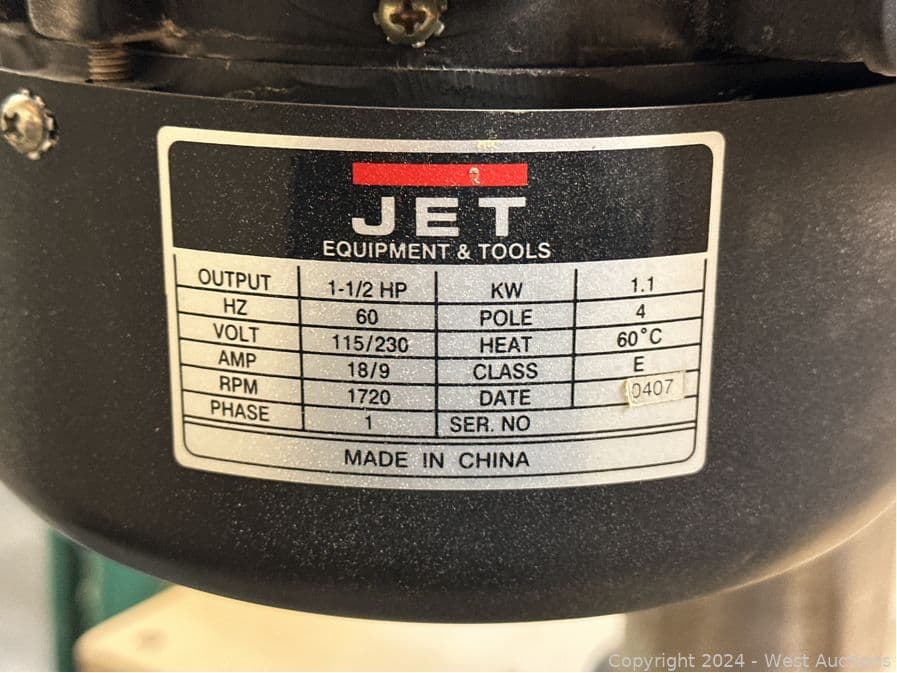 JET
EQUIPMENT & TOOLS
OUTPUT 1-1/2 HP KW 1.1
HZ 60 POLE 4
VOLT 115/230 HEAT 60°C
AMP 18/9 CLASS E
RPM 1720 DATE 0407
PHASE 1 SER. NO
MADE IN CHINA
Copyright 2024 - West Auctions